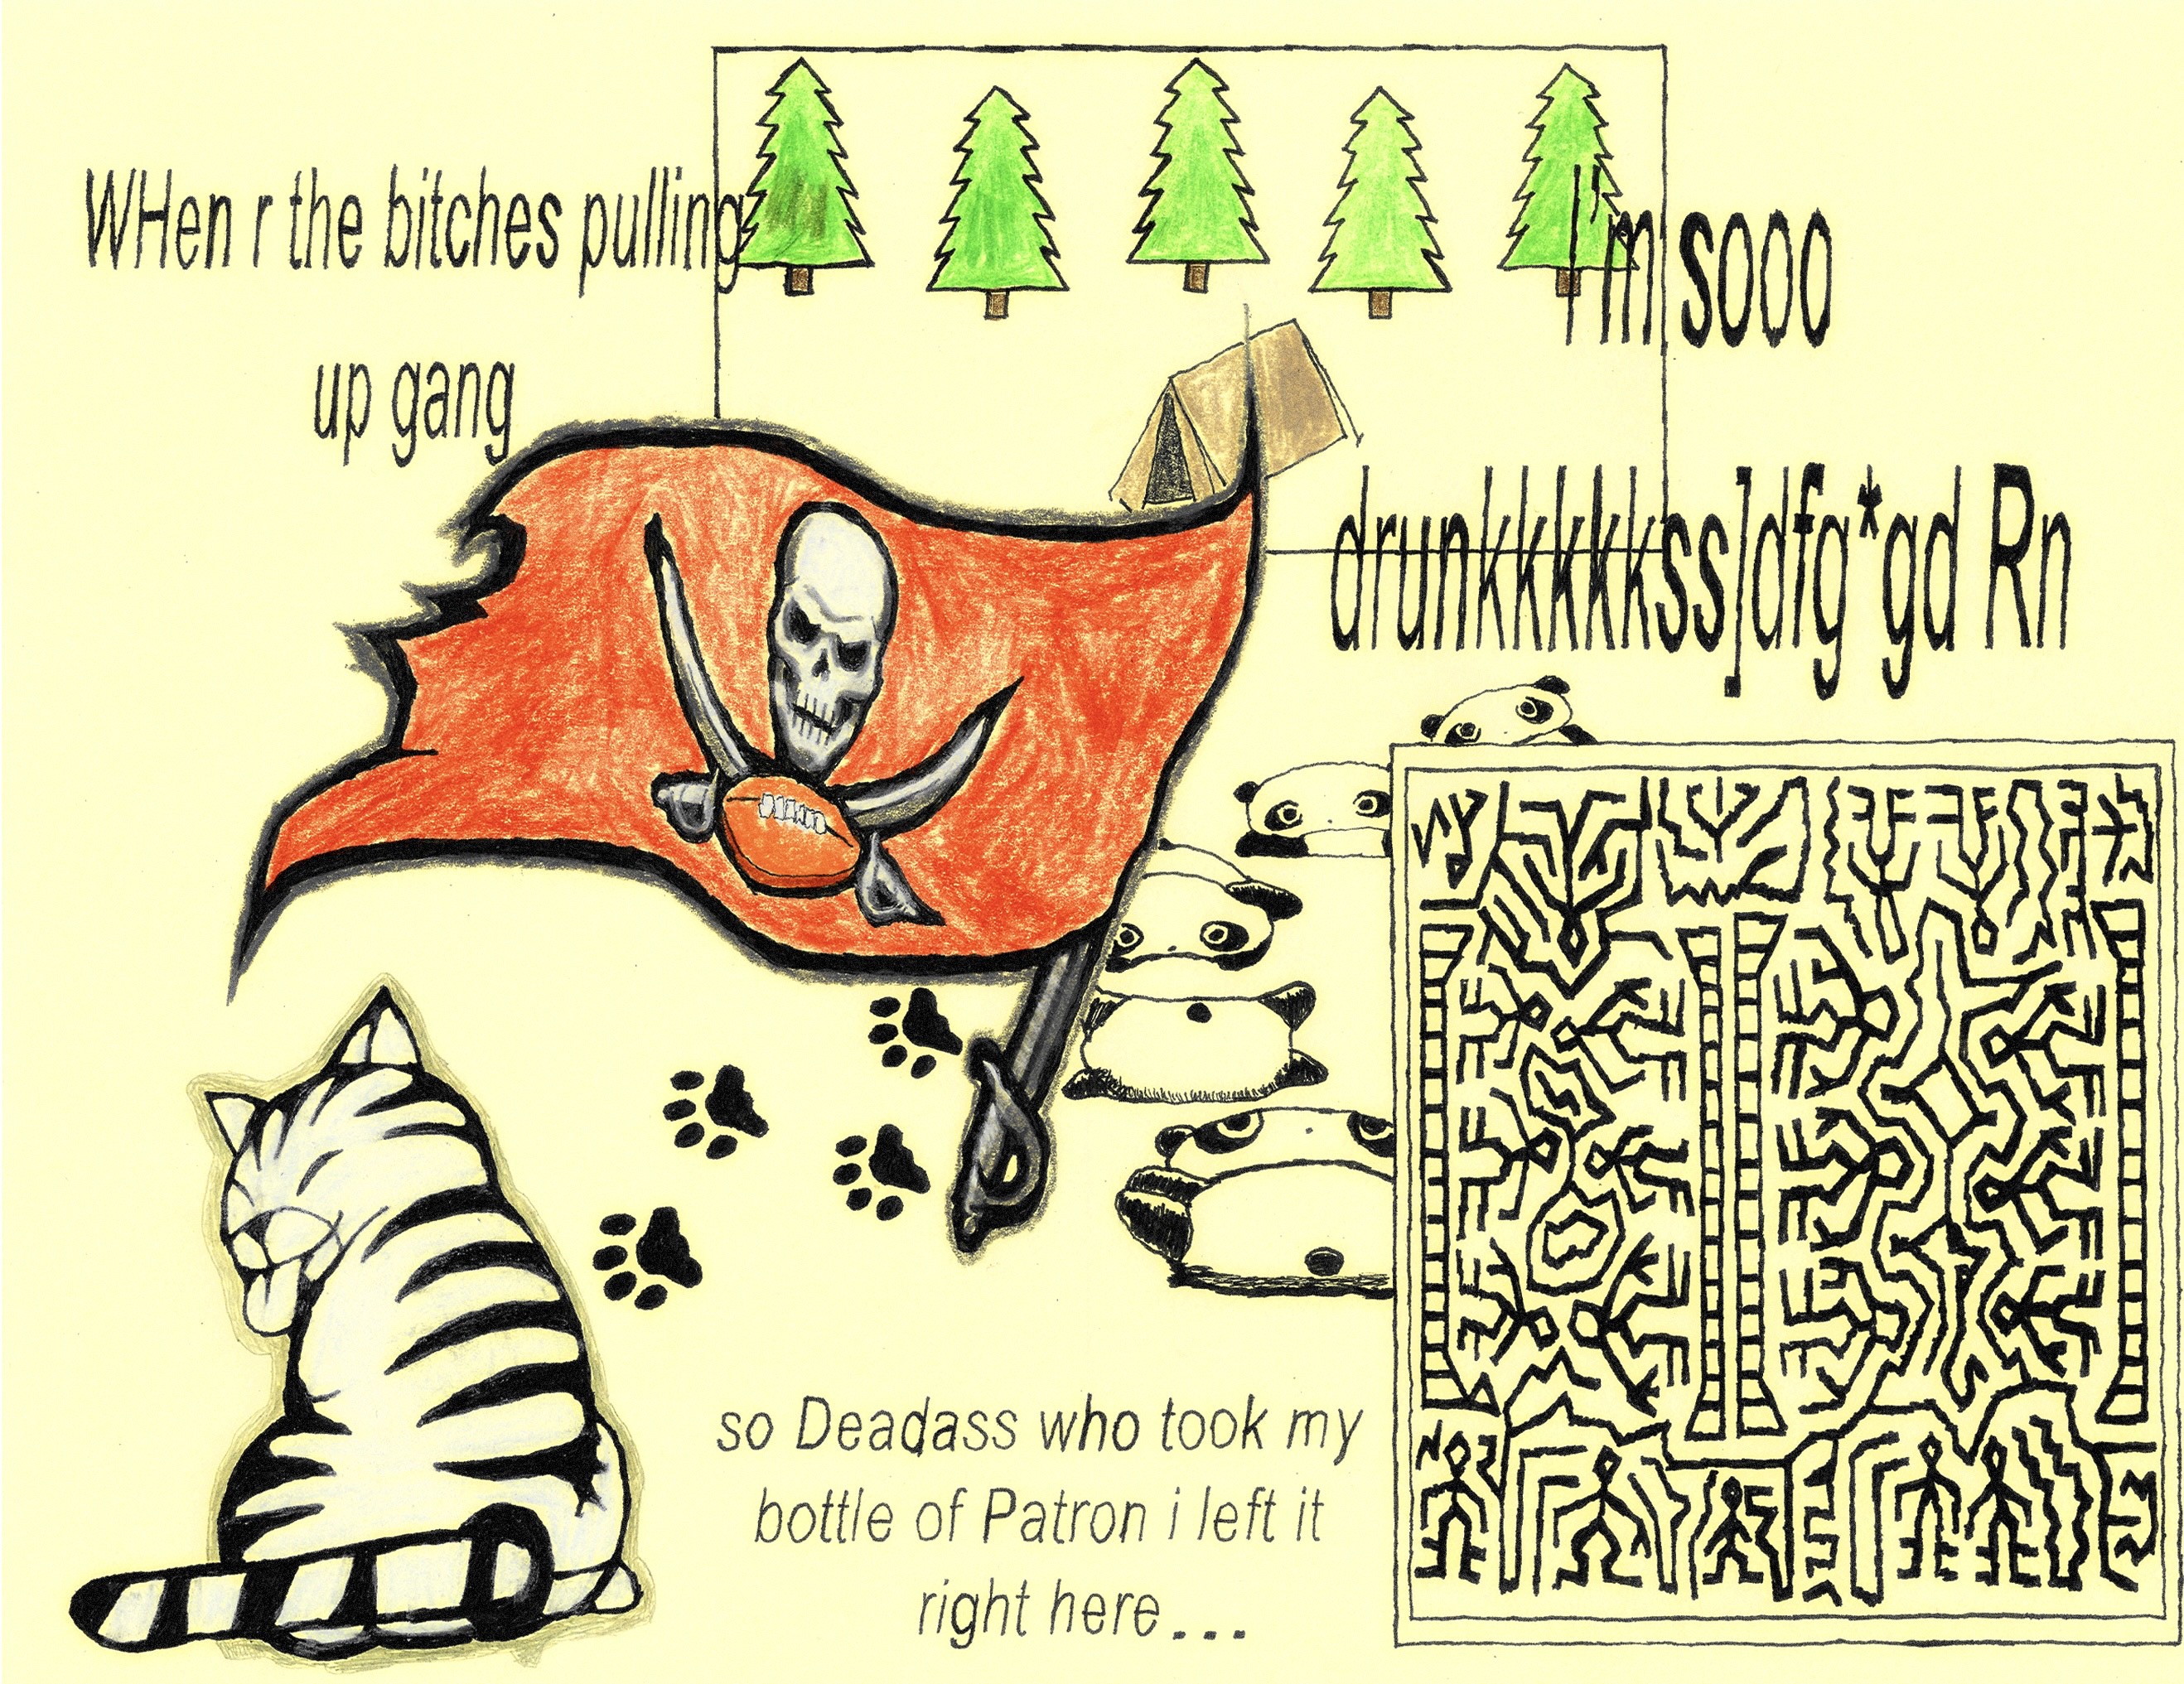 WHen r the bitches pulling
up gang
I'm sooo
drunkkkkkss]dfg*gd Rn
so Deadass who took my
bottle of Patron i left it
right here...